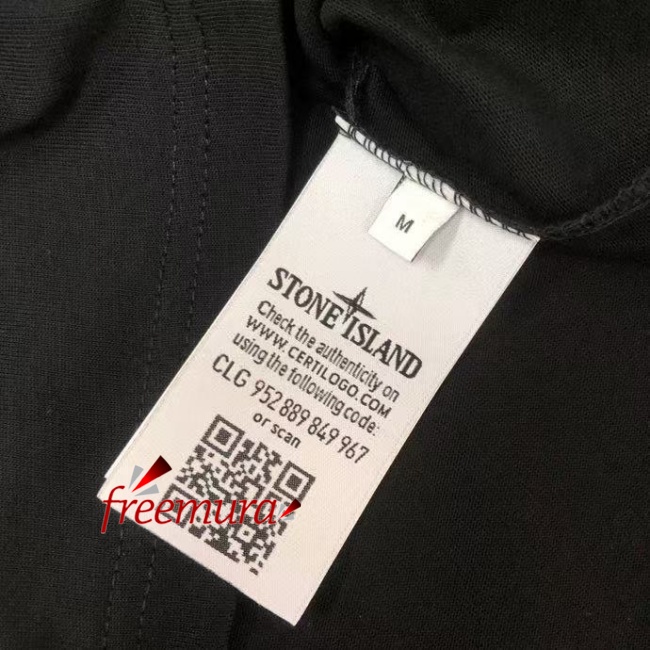 M
STONE ISLAND
Check the authenticity on
WWW.CERTILOGO.COM
using the following code:
CLG 952 889 849 967
or scan
freemura